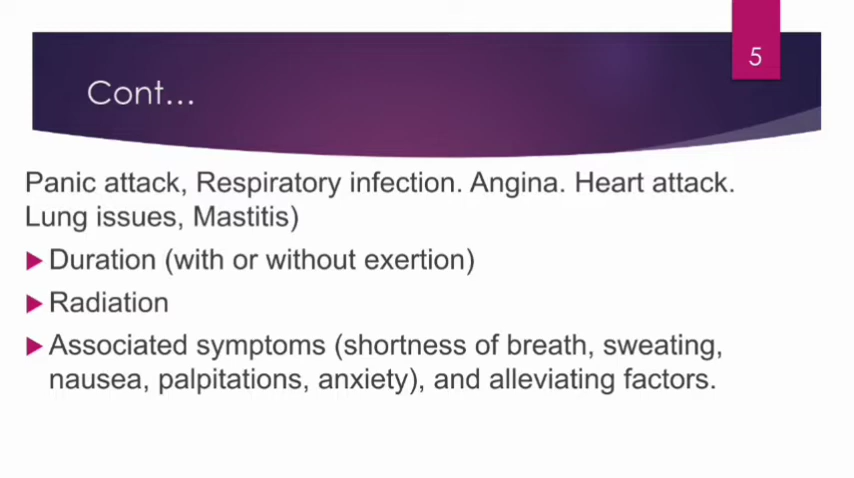 5
Cont…
Panic attack, Respiratory infection. Angina. Heart attack.
Lung issues, Mastitis)
Duration (with or without exertion)
Radiation
Associated symptoms (shortness of breath, sweating,
nausea, palpitations, anxiety), and alleviating factors.